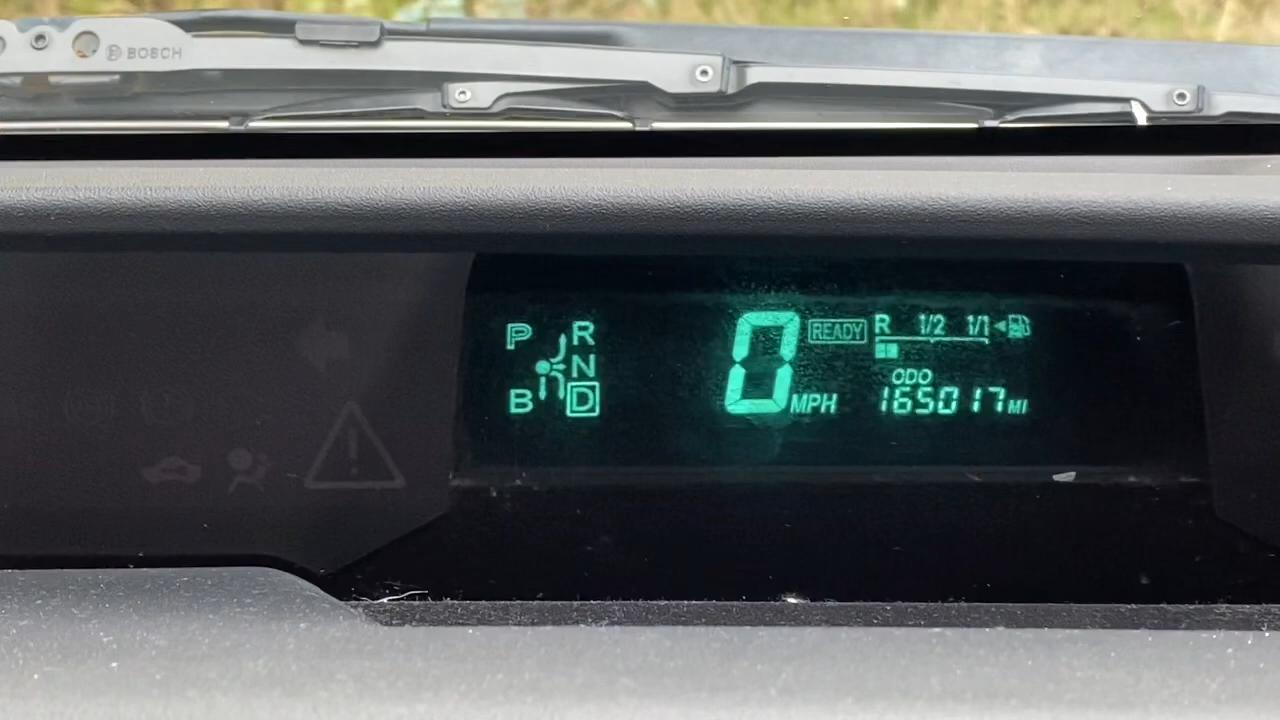 BOSCH
P R
N
B D
0 MPH
READY
R 1/2 1/1
ODO
165017 MI